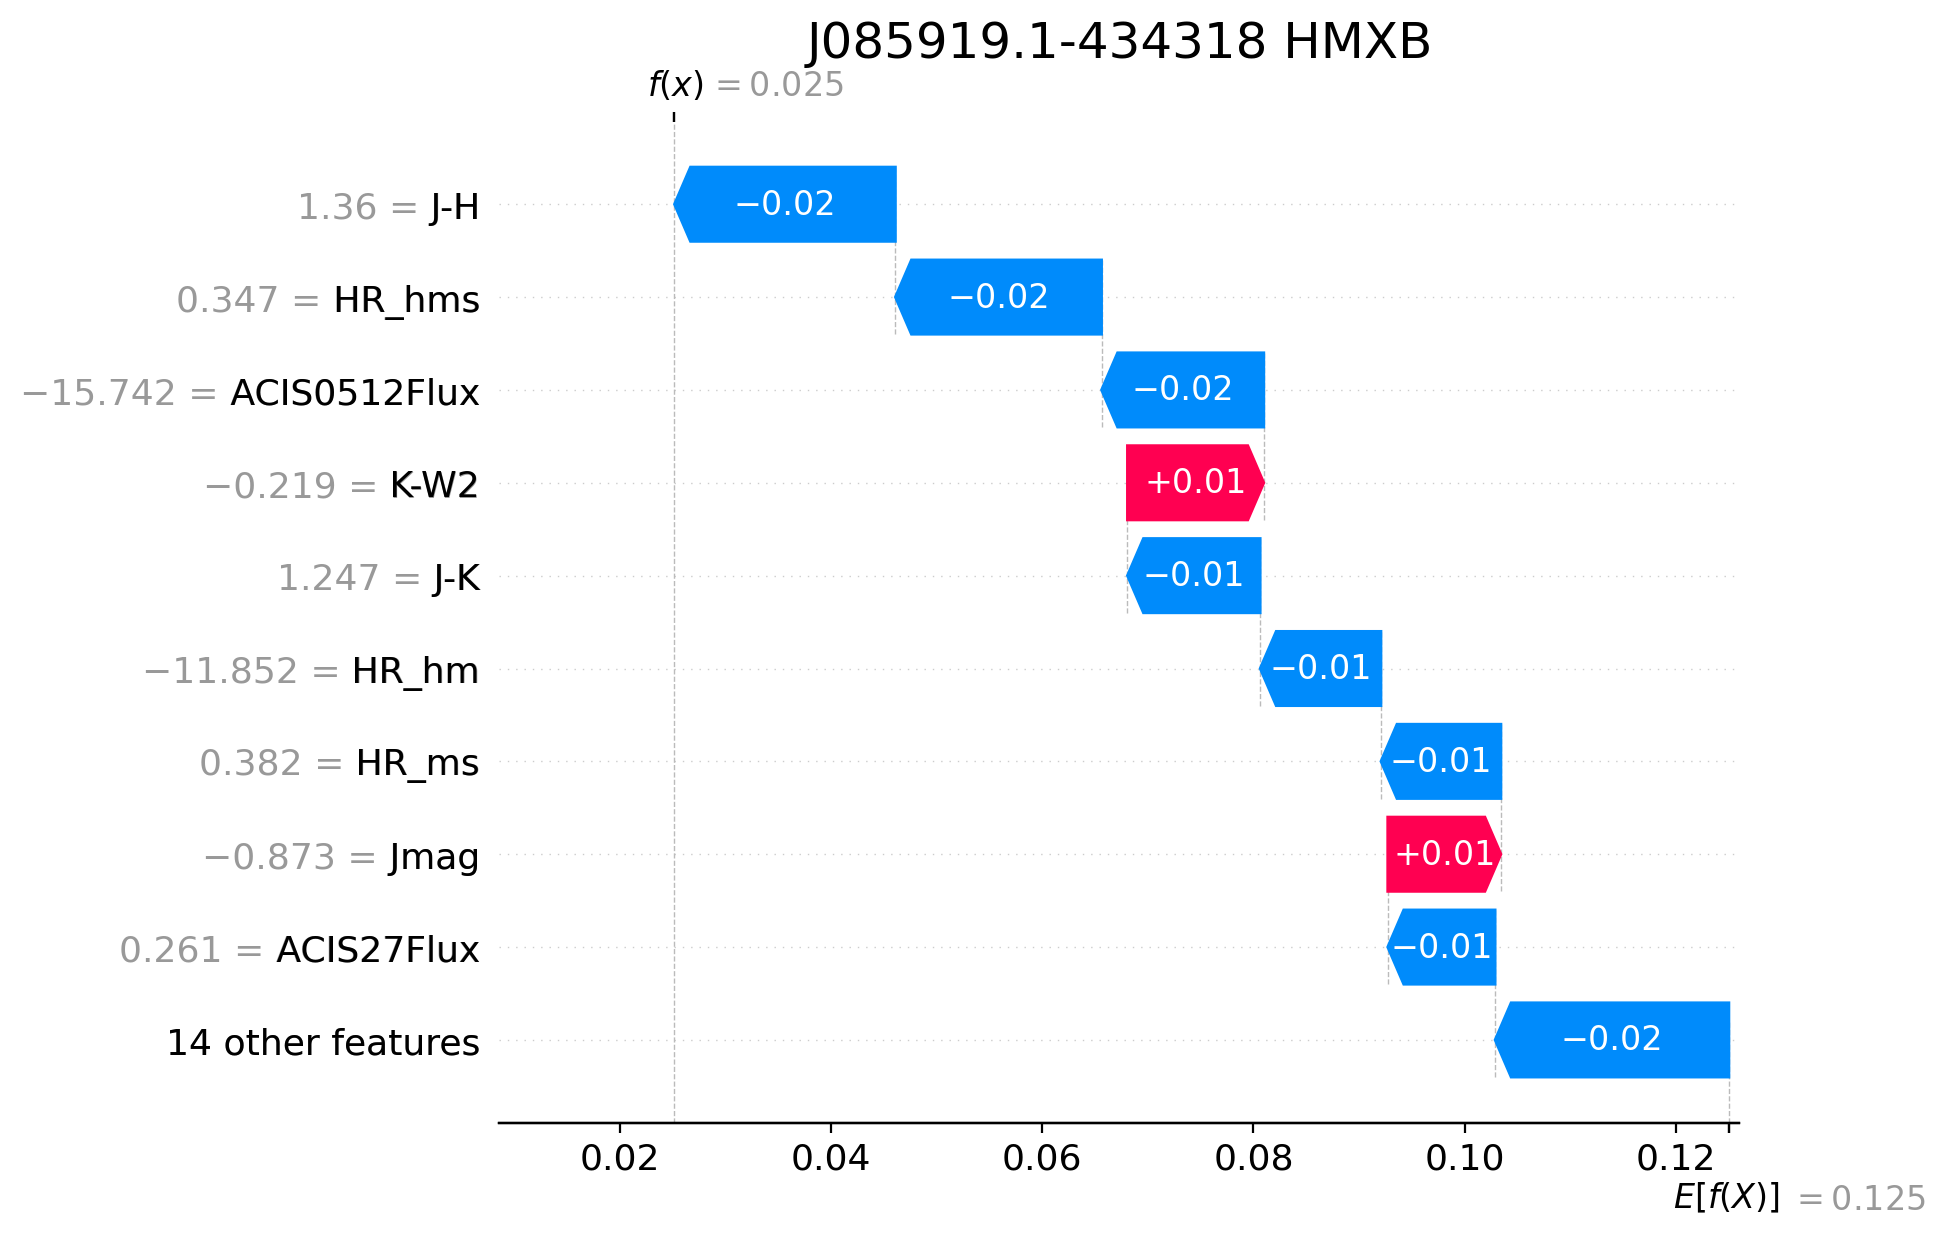 J085919.1-434318 HMXB
f(x) = 0.025
1.36 = J-H
−0.02
0.347 = HR_hms
−0.02
−15.742 = ACIS0512Flux
−0.02
−0.219 = K-W2
+0.01
1.247 = J-K
−0.01
−11.852 = HR_hm
−0.01
0.382 = HR_ms
−0.01
−0.873 = Jmag
+0.01
0.261 = ACIS27Flux
−0.01
14 other features
−0.02
0.02 0.04 0.06 0.08 0.10 0.12
E[f(X)] = 0.125